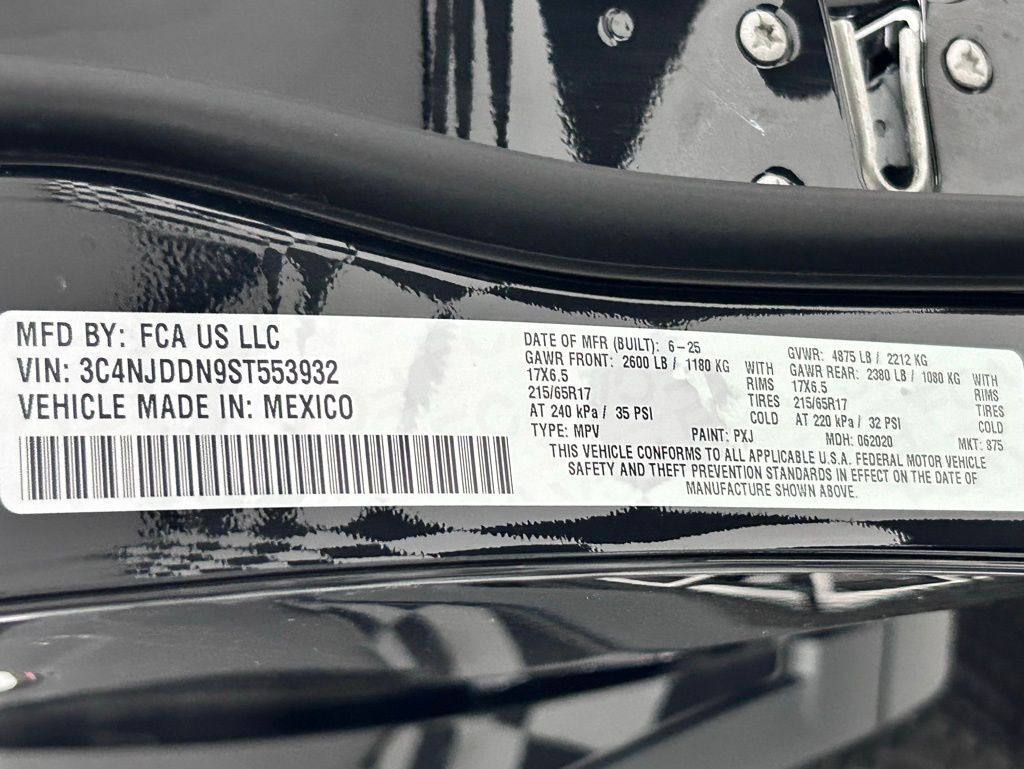 MFD BY: FCA US LLC
VIN: 3C4NJDDN9ST553932
VEHICLE MADE IN: MEXICO
DATE OF MFR (BUILT): 6-25
GVWR: 4875 LB / 2212 KG
GAWR FRONT: 2600 LB / 1180 KG WITH
17X6.5 RIMS
215/65R17 TIRES
AT 240 kPa / 35 PSI COLD
GAWR REAR: 2380 LB / 1080 KG WITH
17X6.5 RIMS
215/65R17 TIRES
AT 220 kPa / 32 PSI COLD
TYPE: MPV PAINT: PXJ MDH: 062020 MKT: 875
THIS VEHICLE CONFORMS TO ALL APPLICABLE U.S.A. FEDERAL MOTOR VEHICLE
SAFETY AND THEFT PREVENTION STANDARDS IN EFFECT ON THE DATE OF
MANUFACTURE SHOWN ABOVE.